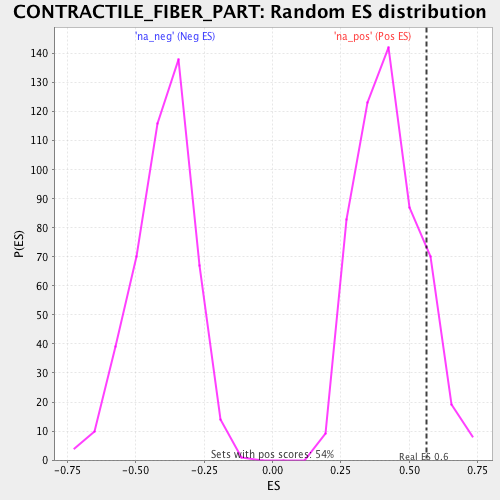 CONTRACTILE_FIBER_PART: Random ES distribution
'na_neg' (Neg ES)
'na_pos' (Pos ES)
140
130
120
110
100
90
80
70
60
50
40
30
20
10
0
P(ES)
Sets with pos scores: 54%
Real ES 0.6
-0.75 -0.50 -0.25 0.00 0.25 0.50 0.75
ES